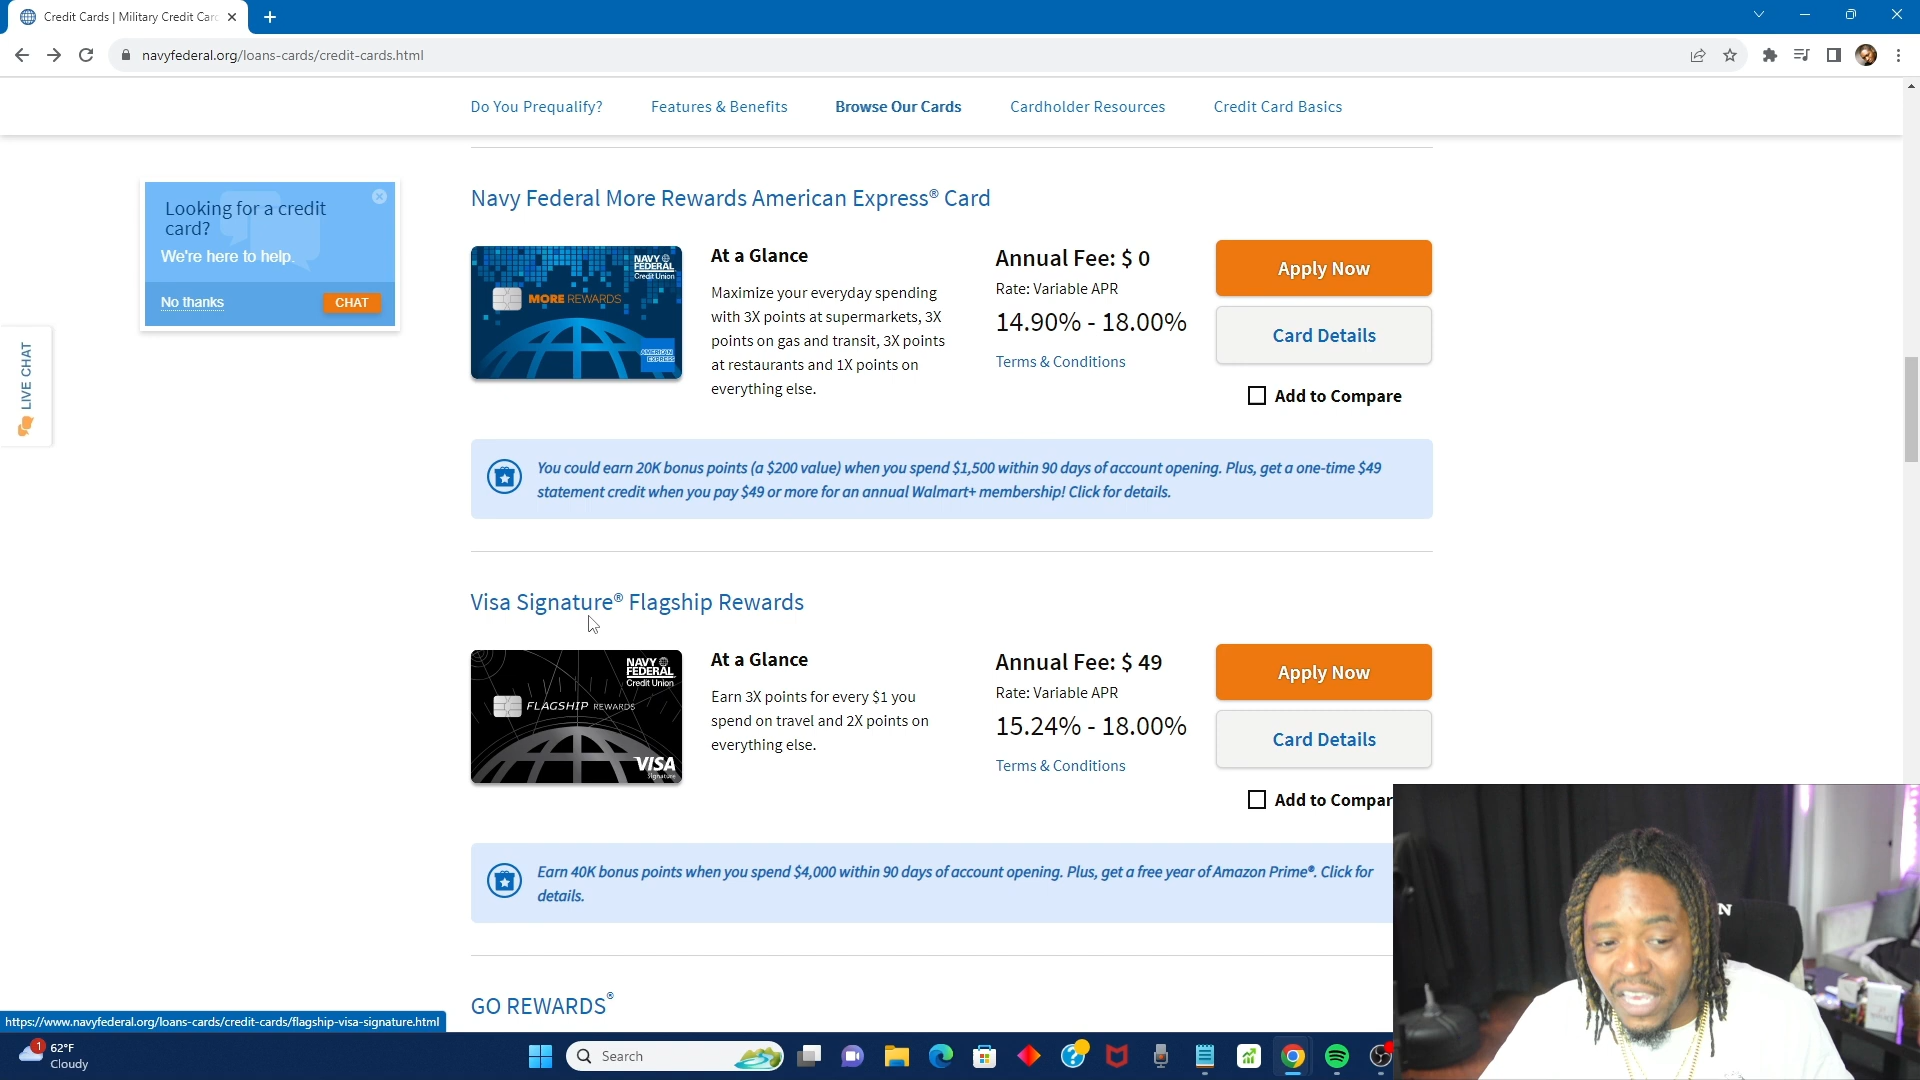 Credit Cards | Military Credit Car
navyfederal.org/loans-cards/credit-cards.html
Do You Prequalify?
Features & Benefits
Browse Our Cards
Cardholder Resources
Credit Card Basics
Looking for a credit
card?
We're here to help.
No thanks
CHAT
LIVE CHAT
Navy Federal More Rewards American Express® Card
NAVY
FEDERAL
Credit Union
MORE REWARDS
AMERICAN
EXPRESS
At a Glance
Maximize your everyday spending
with 3X points at supermarkets, 3X
points on gas and transit, 3X points
at restaurants and 1X points on
everything else.
Annual Fee: $ 0
Rate: Variable APR
14.90% - 18.00%
Terms & Conditions
Apply Now
Card Details
Add to Compare
You could earn 20K bonus points (a $200 value) when you spend $1,500 within 90 days of account opening. Plus, get a one-time $49
statement credit when you pay $49 or more for an annual Walmart+ membership! Click for details.
Visa Signature® Flagship Rewards
NAVY
FEDERAL
Credit Union
FLAGSHIP REWARDS
VISA
Signature
At a Glance
Earn 3X points for every $1 you
spend on travel and 2X points on
everything else.
Annual Fee: $ 49
Rate: Variable APR
15.24% - 18.00%
Terms & Conditions
Apply Now
Card Details
Add to Compar
Earn 40K bonus points when you spend $4,000 within 90 days of account opening. Plus, get a free year of Amazon Prime®. Click for
details.
GO REWARDS®
N
https://www.navyfederal.org/loans-cards/credit-cards/flagship-visa-signature.html
1
62°F
Cloudy
Search